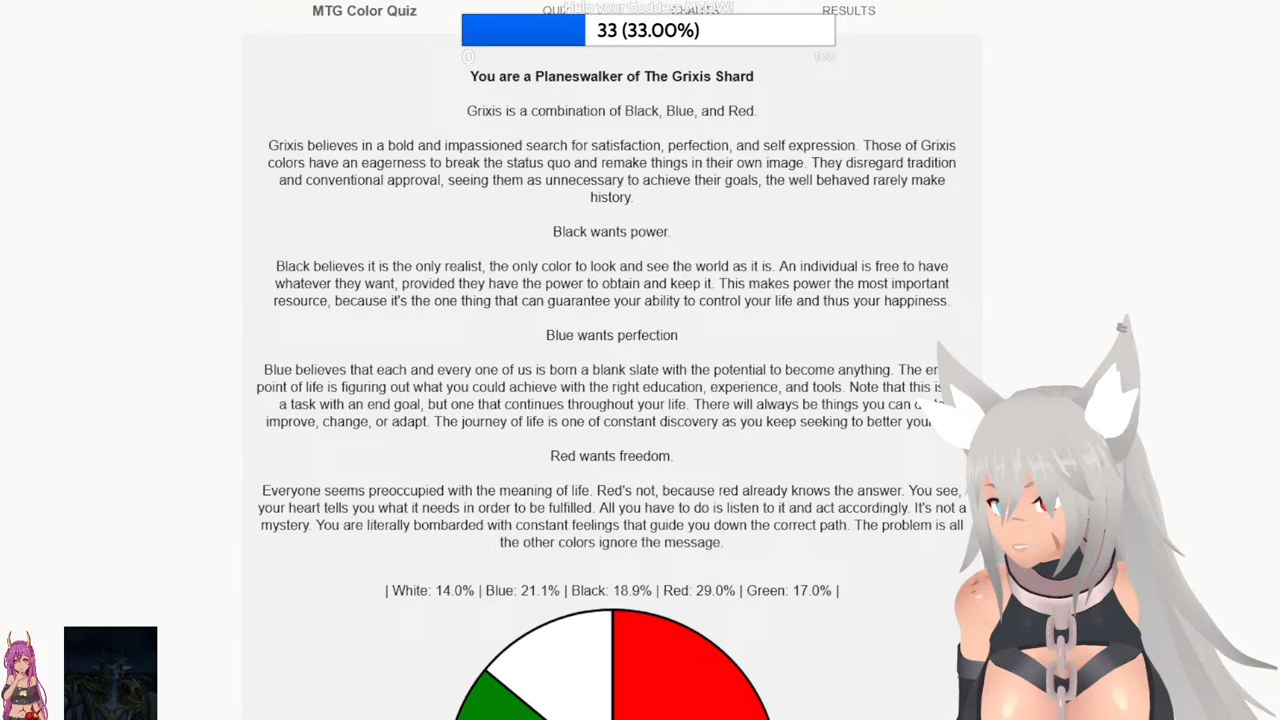 MTG Color Quiz
QUIZ
RESULTS
Help your Goddess MEOW!
33 (33.00%)
0
100
You are a Planeswalker of The Grixis Shard
Grixis is a combination of Black, Blue, and Red.
Grixis believes in a bold and impassioned search for satisfaction, perfection, and self expression. Those of Grixis
colors have an eagerness to break the status quo and remake things in their own image. They disregard tradition
and conventional approval, seeing them as unnecessary to achieve their goals, the well behaved rarely make
history.
Black wants power.
Black believes it is the only realist, the only color to look and see the world as it is. An individual is free to have
whatever they want, provided they have the power to obtain and keep it. This makes power the most important
resource, because it's the one thing that can guarantee your ability to control your life and thus your happiness.
Blue wants perfection
Blue believes that each and every one of us is born a blank slate with the potential to become anything. The
point of life is figuring out what you could achieve with the right education, experience, and tools. Note that this is
a task with an end goal, but one that continues throughout your life. There will always be things you can
improve, change, or adapt. The journey of life is one of constant discovery as you keep seeking to better
Red wants freedom.
Everyone seems preoccupied with the meaning of life. Red's not, because red already knows the answer. You see,
your heart tells you what it needs in order to be fulfilled. All you have to do is listen to it and act accordingly. It's not a
mystery. You are literally bombarded with constant feelings that guide you down the correct path. The problem is all
the other colors ignore the message.
| White: 14.0% | Blue: 21.1% | Black: 18.9% | Red: 29.0% | Green: 17.0% |